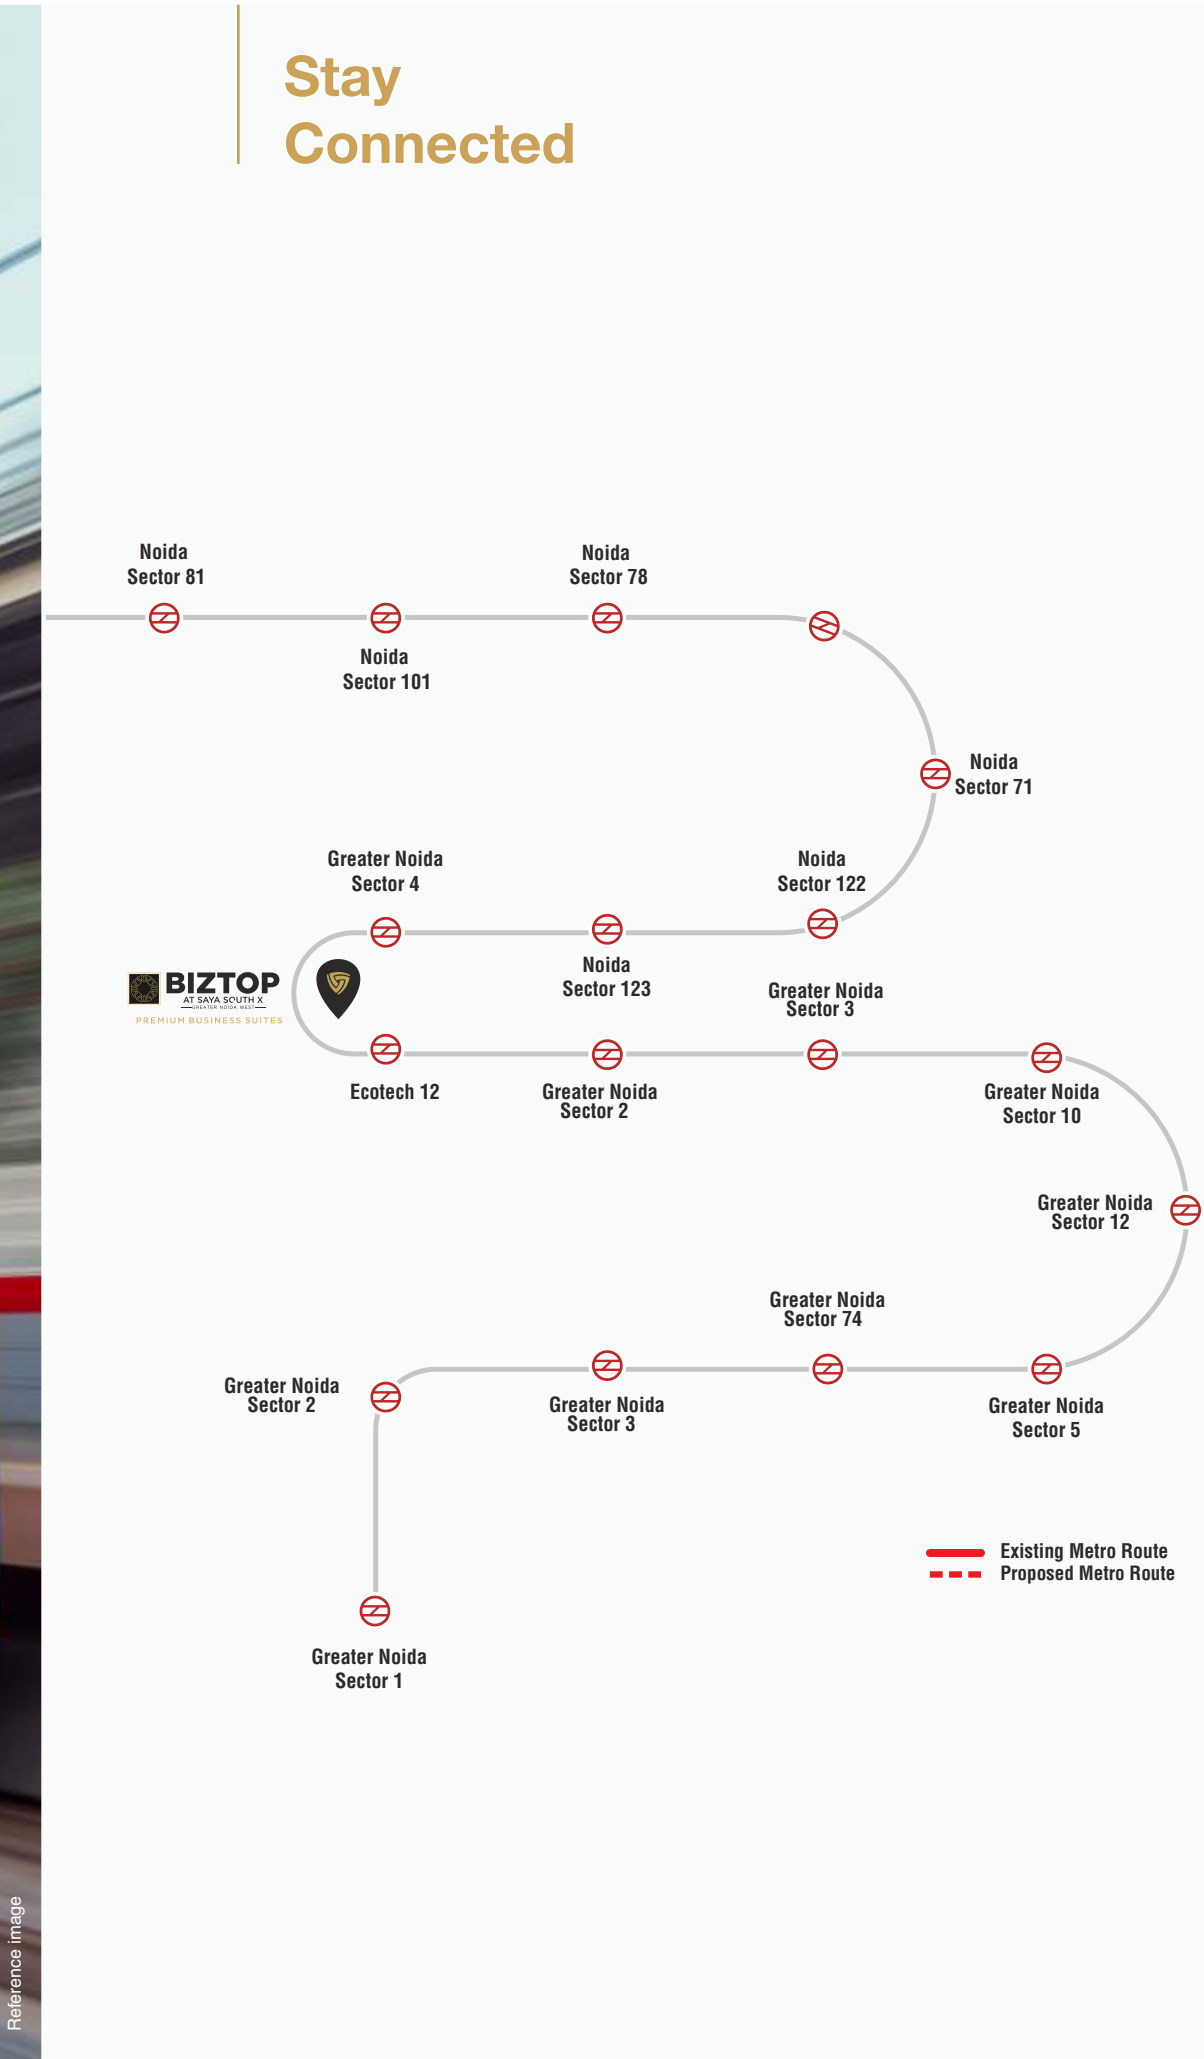 Stay
Connected
Noida
Sector 81
Noida
Sector 78
Noida
Sector 101
Noida
Sector 71
Greater Noida
Sector 4
Noida
Sector 122
Noida
Sector 123
BIZTOP
AT SAYA SOUTH X
GREATER NOIDA WEST
PREMIUM BUSINESS SUITES
Greater Noida
Sector 3
Ecotech 12
Greater Noida
Sector 2
Greater Noida
Sector 10
Greater Noida
Sector 12
Greater Noida
Sector 74
Greater Noida
Sector 2
Greater Noida
Sector 3
Greater Noida
Sector 5
Existing Metro Route
Proposed Metro Route
Greater Noida
Sector 1
Reference image